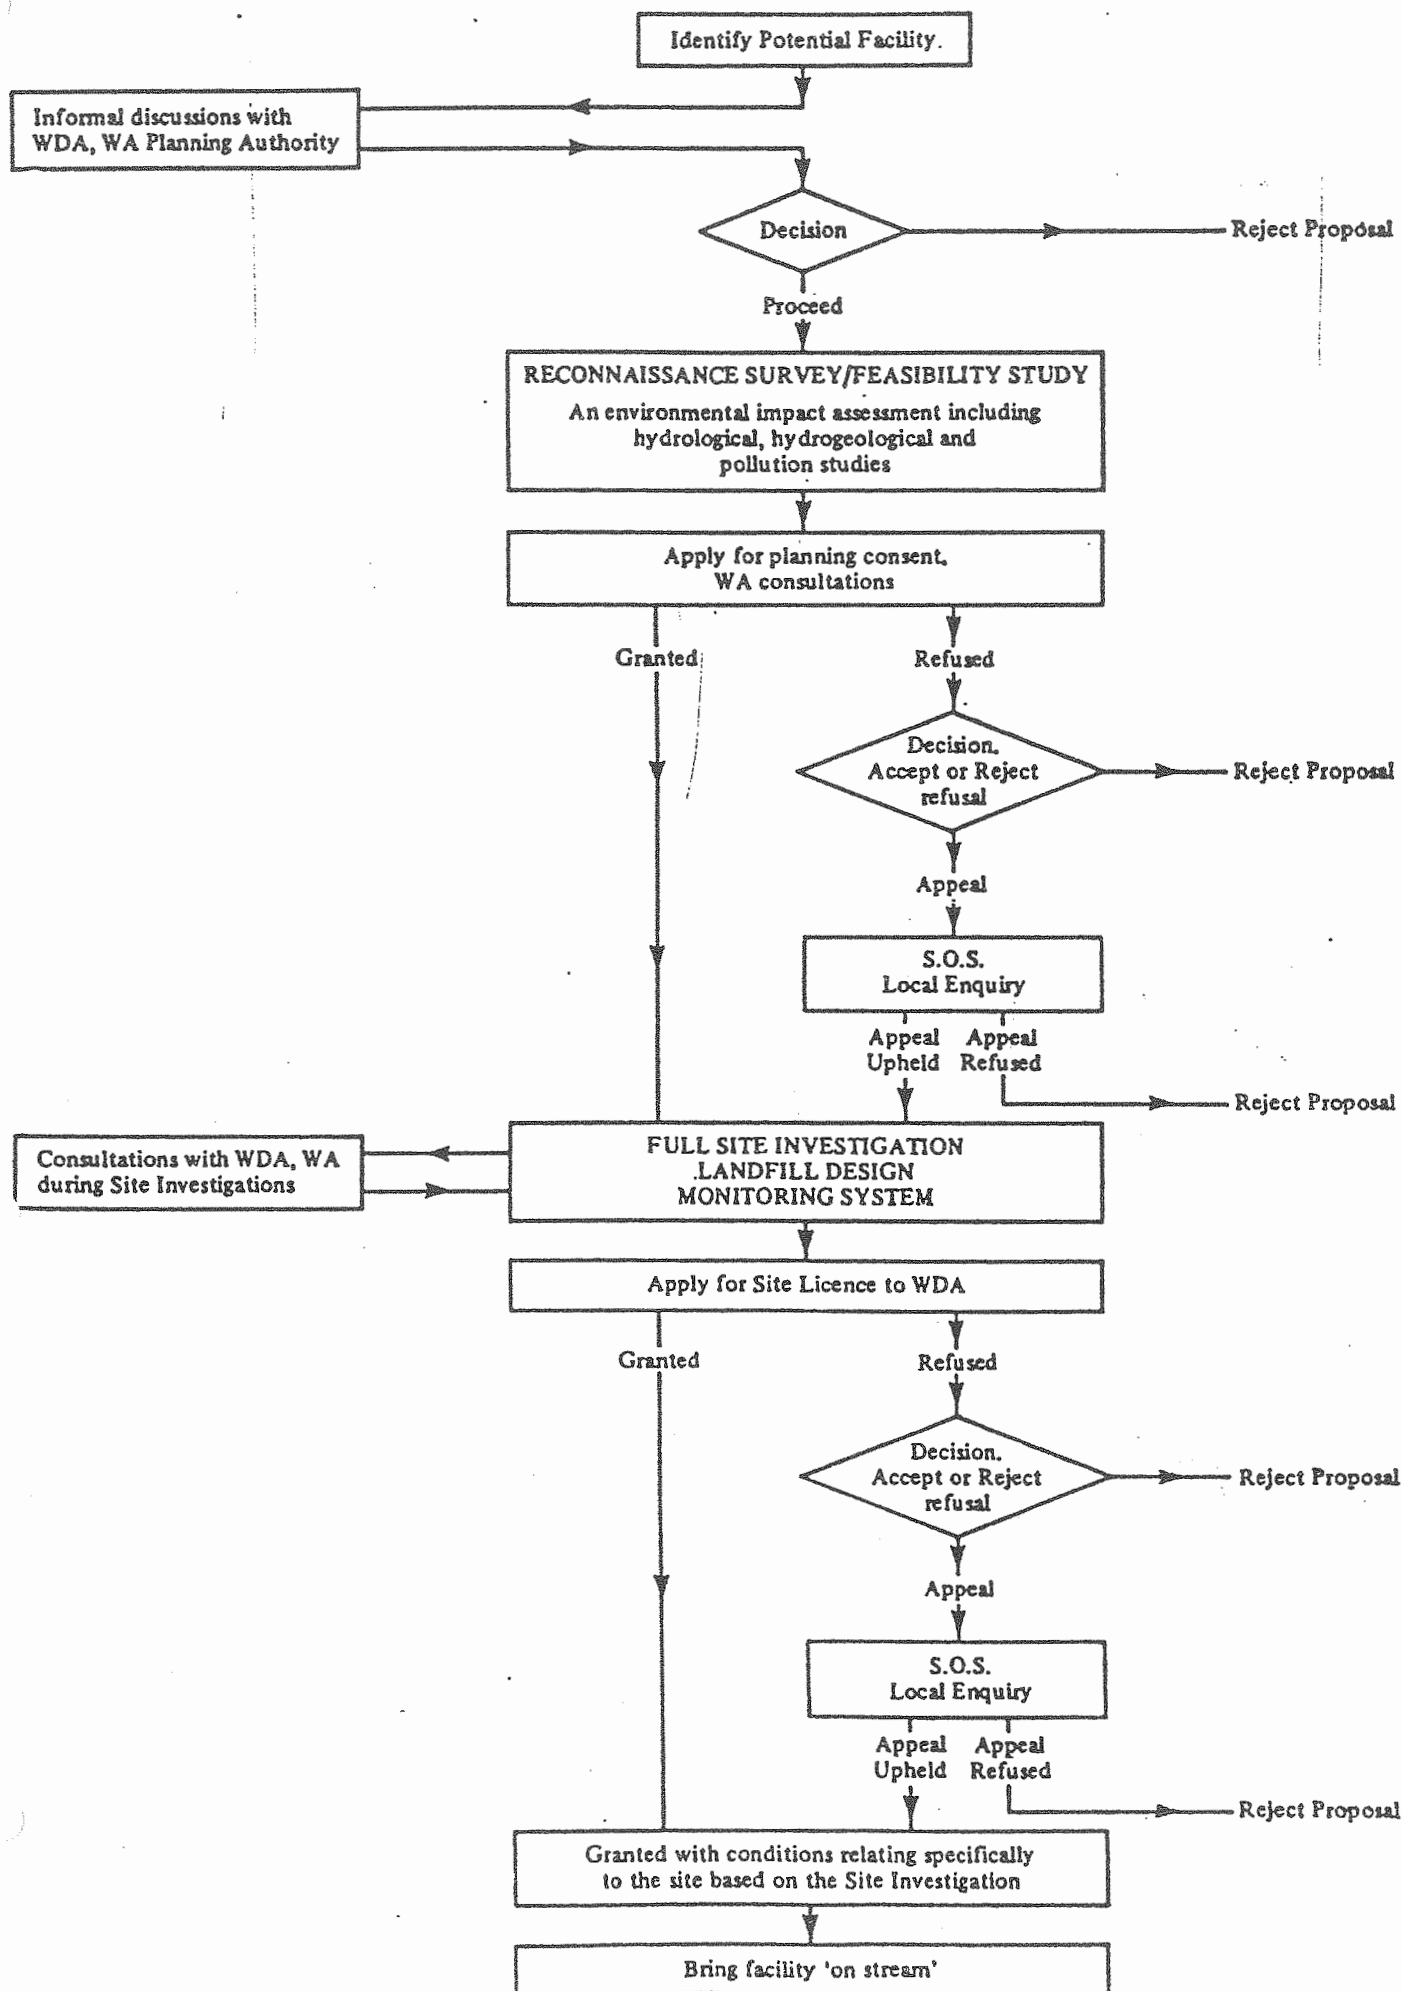 Identify Potential Facility.
Informal discussions with
WDA, WA Planning Authority
Decision
Reject Proposal
Proceed
RECONNAISSANCE SURVEY/FEASIBILITY STUDY
An environmental impact assessment including
hydrological, hydrogeological and
pollution studies
Apply for planning consent.
WA consultations
Granted
Refused
Decision.
Accept or Reject
refusal
Reject Proposal
Appeal
S.O.S.
Local Enquiry
Appeal
Upheld
Appeal
Refused
Reject Proposal
Consultations with WDA, WA
during Site Investigations
FULL SITE INVESTIGATION
LANDFILL DESIGN
MONITORING SYSTEM
Apply for Site Licence to WDA
Granted
Refused
Decision.
Accept or Reject
refusal
Reject Proposal
Appeal
S.O.S.
Local Enquiry
Appeal
Upheld
Appeal
Refused
Reject Proposal
Granted with conditions relating specifically
to the site based on the Site Investigation
Bring facility 'on stream'